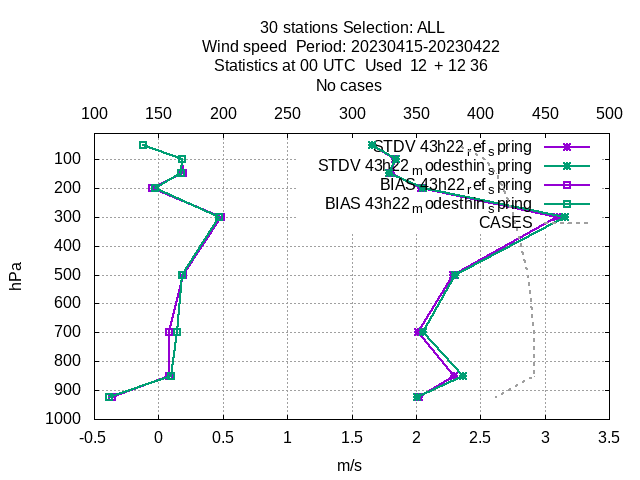 30 stations Selection: ALL
Wind speed  Period: 20230415-20230422
Statistics at 00 UTC  Used  12  + 12 36
No cases
100 150 200 250 300 350 400 450 500
STDV 43h22_ref_spring
STDV 43h22_modesthin_spring
BIAS 43h22_ref_spring
BIAS 43h22_modesthin_spring
CASES
100
200
300
400
500
600
700
800
900
1000
hPa
-0.5 0 0.5 1 1.5 2 2.5 3 3.5
m/s